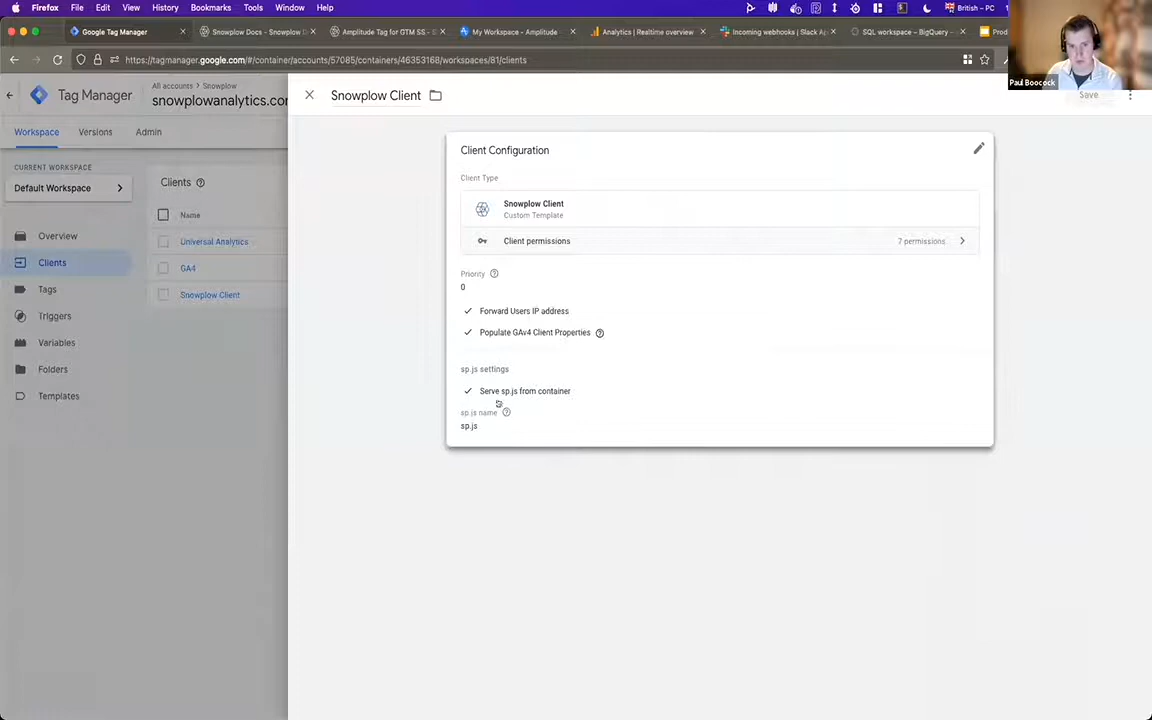 Firefox File Edit View History Bookmarks Tools Window Help British – PC
Google Tag Manager Snowplow Docs - Snowplow D Amplitude Tag for GTM SS - S My Workspace - Amplitude Analytics | Realtime overview Incoming webhooks | Slack Ap SQL workspace – BigQuery – Prod
https://tagmanager.google.com/#/container/accounts/57085/containers/46353168/workspaces/81/clients
Paul Boocock
All accounts > Snowplow
Tag Manager
snowplowanalytics.co
Snowplow Client
Save
Workspace Versions Admin
Client Configuration
CURRENT WORKSPACE
Default Workspace
Clients
Client Type
Snowplow Client
Custom Template
Name
Overview
Universal Analytics
Client permissions
7 permissions
Clients
GA4
Priority
0
Tags
Snowplow Client
Triggers
Forward Users IP address
Variables
Populate GAv4 Client Properties
Folders
sp.js settings
Templates
Serve sp.js from container
sp.js name
sp.js